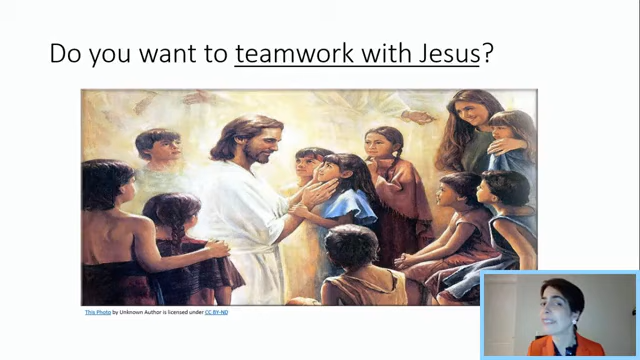 Do you want to teamwork with Jesus?
This Photo by Unknown Author is licensed under CC BY-ND